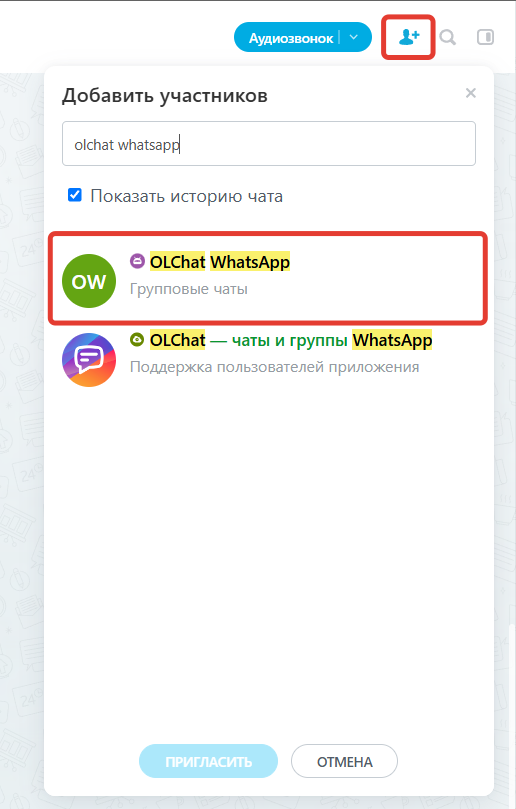 Аудиозвонок
Добавить участников
olchat whatsapp
Показать историю чата
OW
OLChat WhatsApp
Групповые чаты
OLChat — чаты и группы WhatsApp
Поддержка пользователей приложения
ПРИГЛАСИТЬ
ОТМЕНА